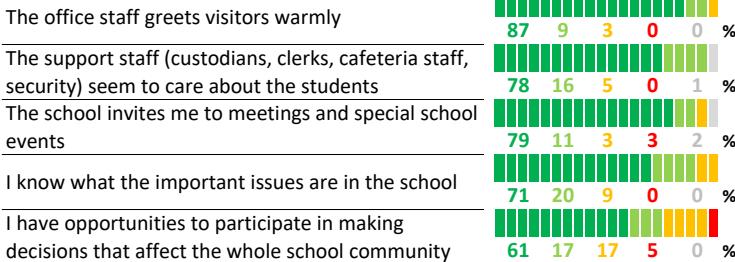 The office staff greets visitors warmly
87 9 3 0 0 %
The support staff (custodians, clerks, cafeteria staff,
security) seem to care about the students
78 16 5 0 1 %
The school invites me to meetings and special school
events
79 11 3 3 2 %
I know what the important issues are in the school
71 20 9 0 0 %
I have opportunities to participate in making
decisions that affect the whole school community
61 17 17 5 0 %